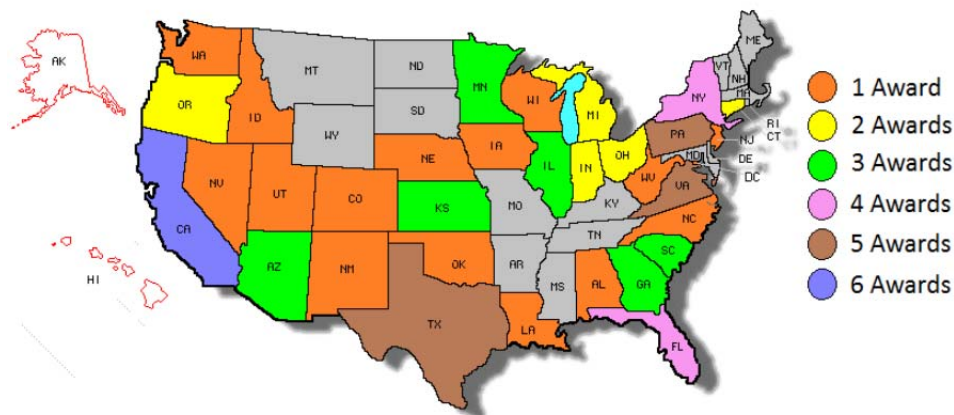 AK
WA
OR
ID
MT
ND
SD
WY
MN
WI
MI
IA
NE
NV
UT
CO
CA
AZ
NM
KS
OK
TX
MO
AR
LA
IL
IN
OH
KY
TN
MS
AL
GA
SC
NC
FL
WV
VA
PA
NY
VT
NH
ME
MA
RI
CT
NJ
DE
MD
DC
HI
1 Award
2 Awards
3 Awards
4 Awards
5 Awards
6 Awards